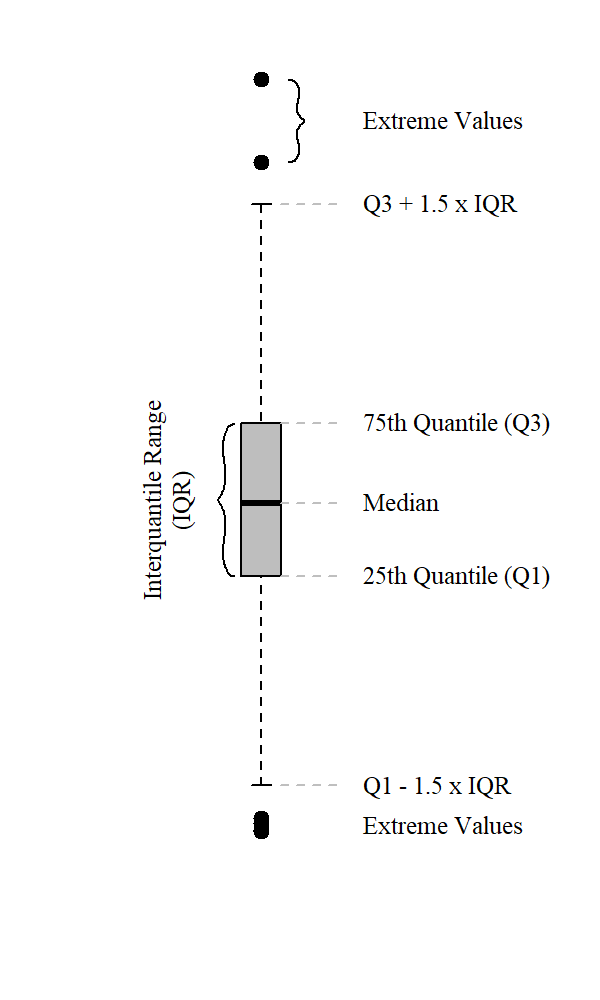 Extreme Values
Q3 + 1.5 x IQR
75th Quantile (Q3)
Interquantile Range
(IQR)
Median
25th Quantile (Q1)
Q1 - 1.5 x IQR
Extreme Values